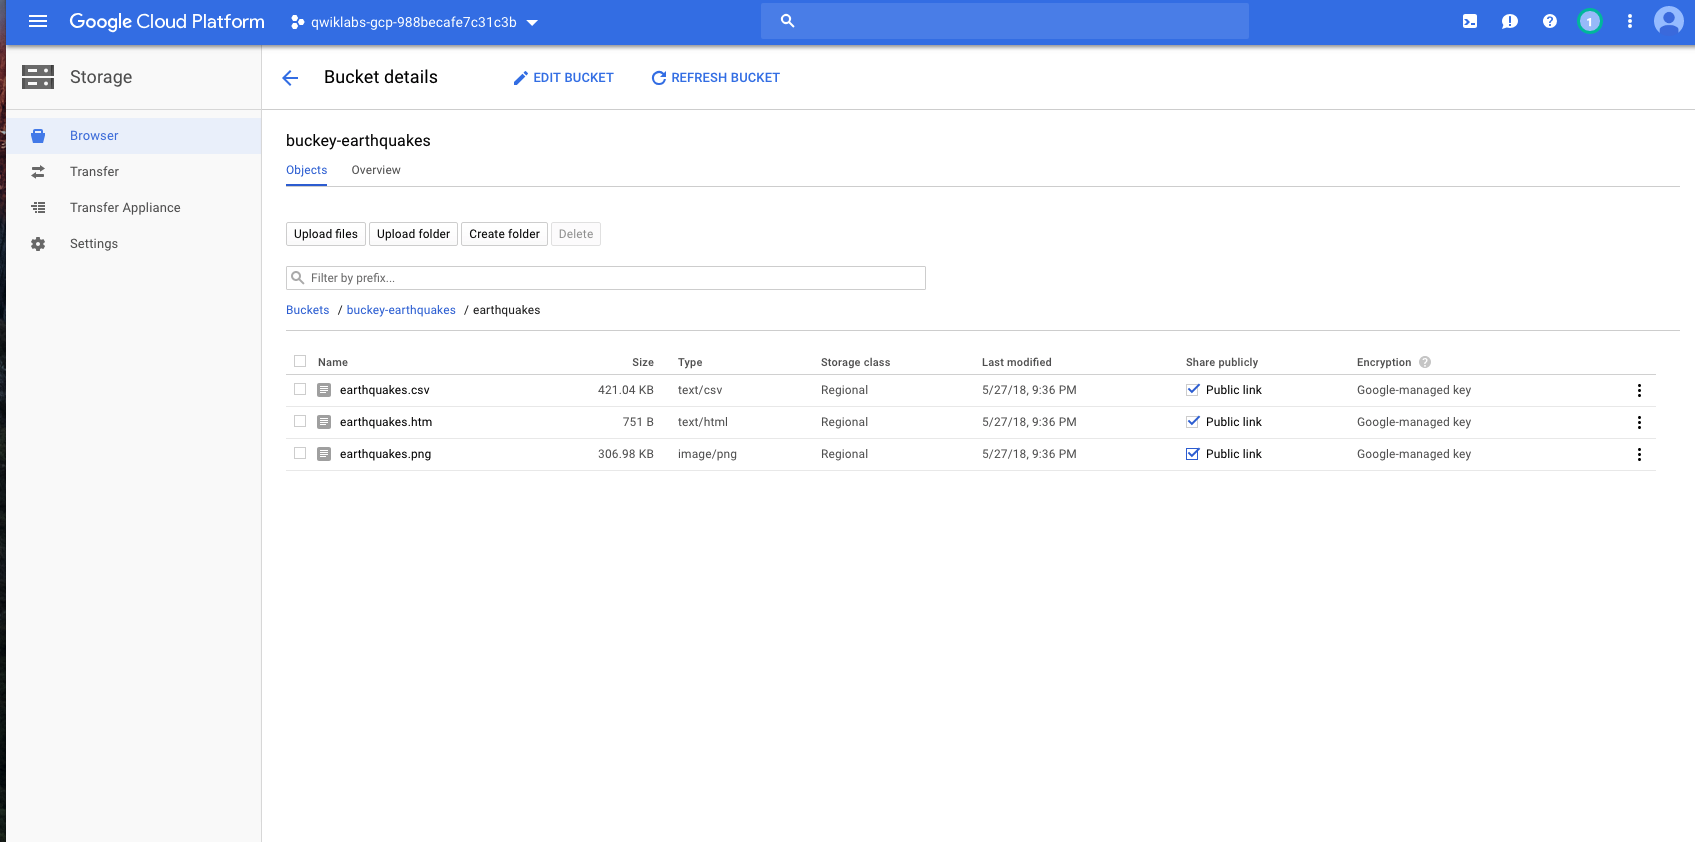 Google Cloud Platform
qwiklabs-gcp-988becafe7c31c3b
1
Storage
Bucket details
EDIT BUCKET
REFRESH BUCKET
Browser
Transfer
Transfer Appliance
Settings
buckey-earthquakes
Objects Overview
Upload files Upload folder Create folder Delete
Filter by prefix...
Buckets / buckey-earthquakes / earthquakes
Name Size Type Storage class Last modified Share publicly Encryption ?
earthquakes.csv 421.04 KB text/csv Regional 5/27/18, 9:36 PM Public link Google-managed key
earthquakes.htm 751 B text/html Regional 5/27/18, 9:36 PM Public link Google-managed key
earthquakes.png 306.98 KB image/png Regional 5/27/18, 9:36 PM Public link Google-managed key